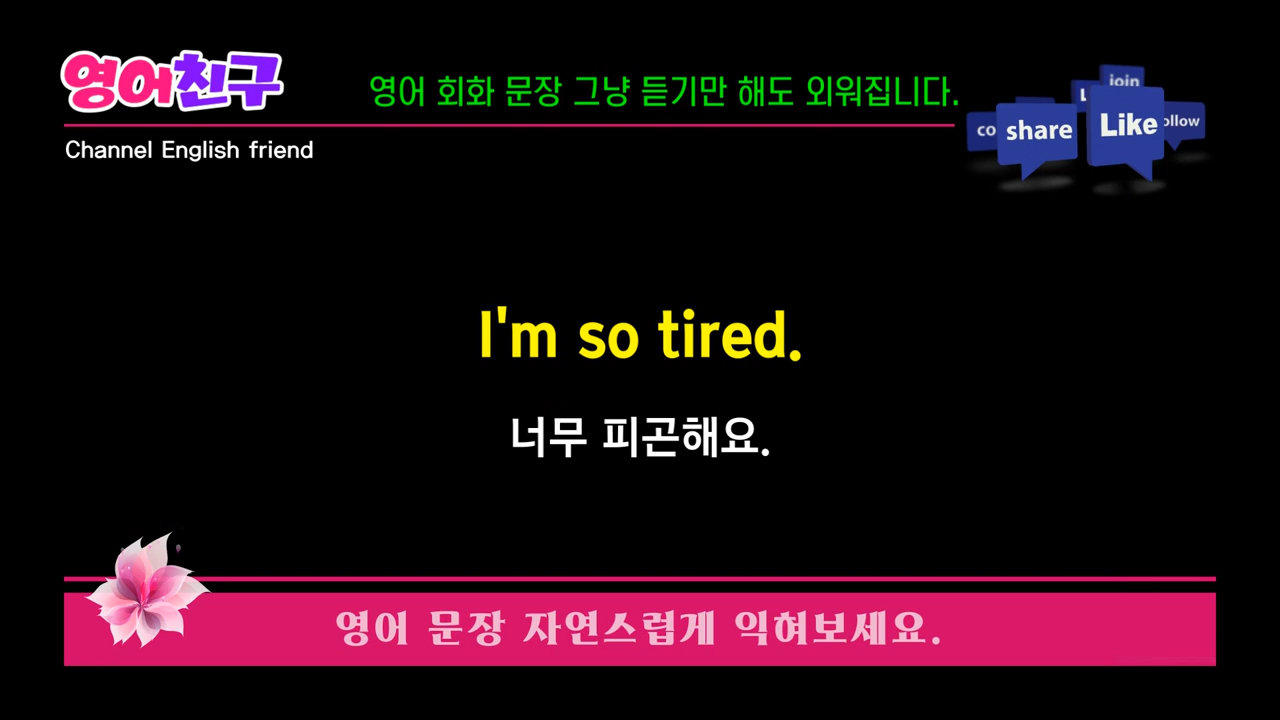 영어친구
영어 회화 문장 그냥 듣기만 해도 외워집니다.
Channel English friend
join
L
co
share
Like
ollow
I'm so tired.
너무 피곤해요.
영어 문장 자연스럽게 익혀보세요.